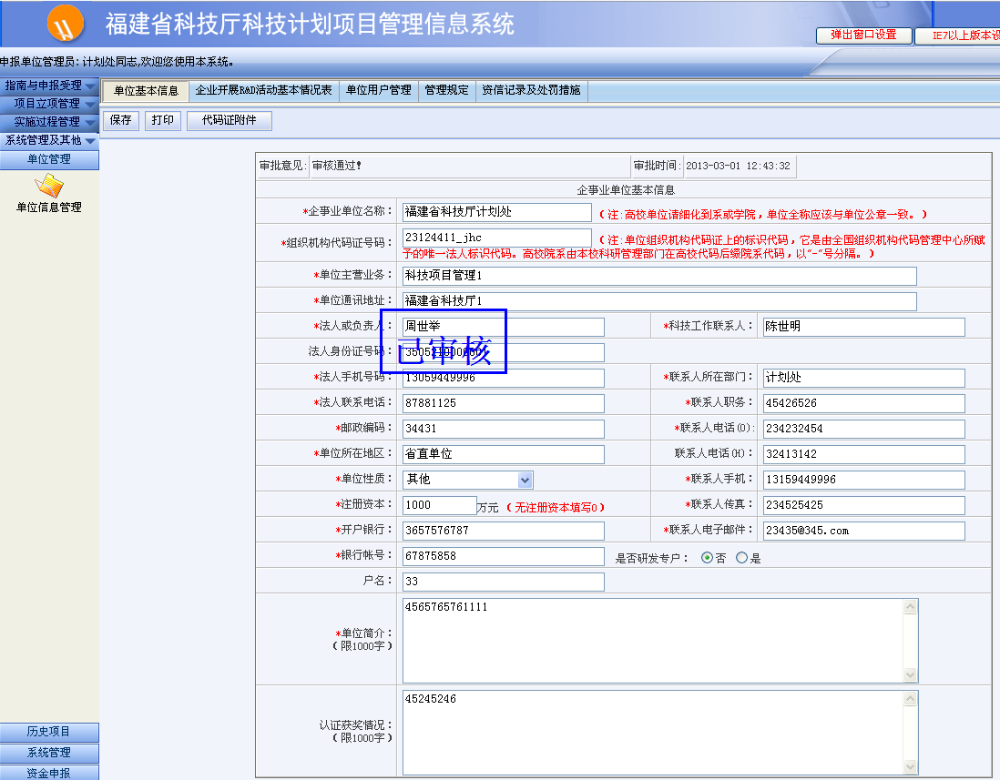 福建省科技厅科技计划项目管理信息系统
弹出窗口设置
IE7以上版本设
申报单位管理员: 计划处同志,欢迎您使用本系统。
指南与申报受理
项目立项管理
实施过程管理
系统管理及其他
单位管理
单位信息管理
历史项目
系统管理
资金申报
单位基本信息 企业开展R&D活动基本情况表 单位用户管理 管理规定 资信记录及处罚措施
保存 打印 代码证附件
审批意见: 审核通过! 审批时间: 2013-03-01 12:43:32
企事业单位基本信息
*企事业单位名称: 福建省科技厅计划处 (注:高校单位请细化到系或学院,单位全称应该与单位公章一致。)
*组织机构代码证号码: 23124411_jhc (注:单位组织机构代码证上的标识代码,它是由全国组织机构代码管理中心所赋
予的唯一法人标识代码。高校院系由本校科研管理部门在高校代码后缀院系代码,以"-"号分隔。)
*单位主营业务: 科技项目管理1
*单位通讯地址: 福建省科技厅1
*法人或负责人: 周世举 *科技工作联系人: 陈世明
法人身份证号码:
已审核
*法人手机号码: 13059449996 *联系人所在部门: 计划处
*法人联系电话: 87881125 *联系人职务: 45426526
*邮政编码: 34431 *联系人电话(O): 234232454
*单位所在地区: 省直单位 联系人电话(H): 32413142
*单位性质: 其他 *联系人手机: 13159449996
*注册资本: 1000 万元 (无注册资本填写0) *联系人传真: 234525425
*开户银行: 3657576787 *联系人电子邮件: 23435@345.com
*银行帐号: 67875858 是否研发专户: 否 是
户名: 33
*单位简介: 4565765761111
(限1000字)
认证获奖情况: 45245246
(限1000字)